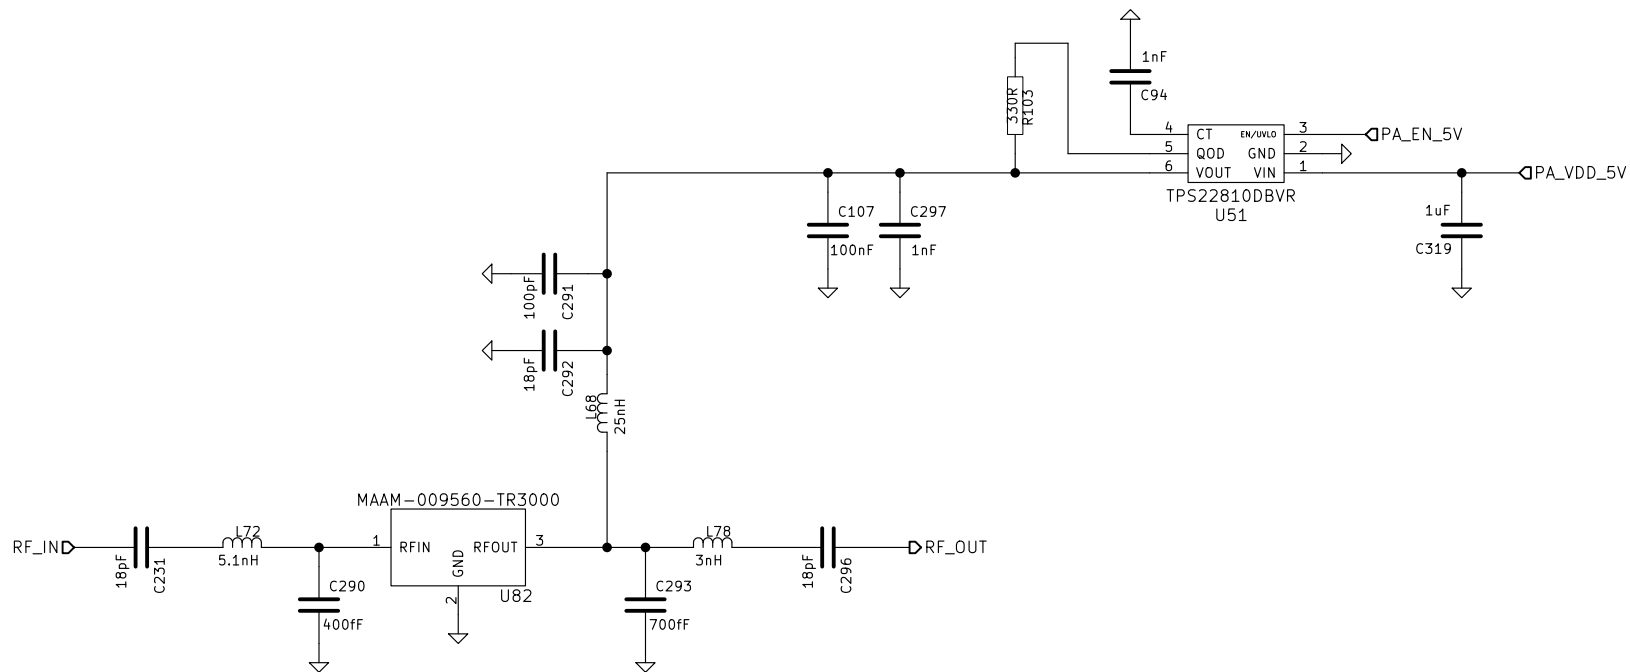 1nF
C94
330R
R103
4
CT
EN/UVLO
3
PA_EN_5V
5
QOD
GND
2
6
VOUT
VIN
1
PA_VDD_5V
TPS22810DBVR
U51
C107
100nF
C297
1nF
1uF
C319
100pF
C291
18pF
C292
L68
25nH
MAAM-009560-TR3000
RF_IN
18pF
C231
L72
5.1nH
1
RFIN
GND
RFOUT
3
2
U82
C290
400fF
C293
700fF
L78
3nH
18pF
C296
RF_OUT